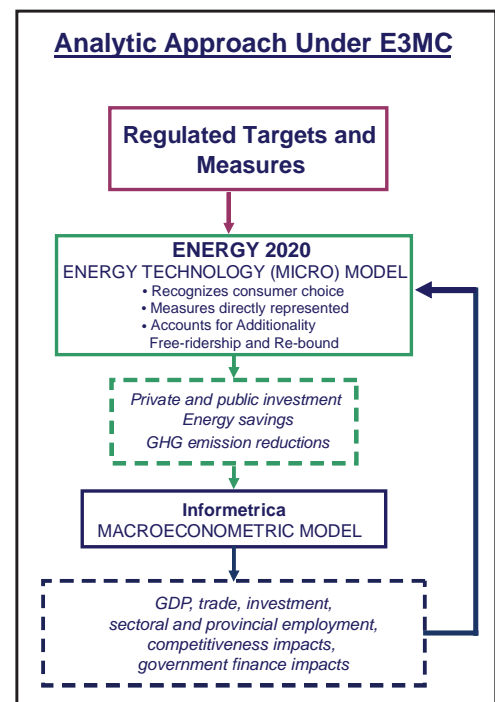 Analytic Approach Under E3MC
Regulated Targets and
Measures
ENERGY 2020
ENERGY TECHNOLOGY (MICRO) MODEL
• Recognizes consumer choice
• Measures directly represented
• Accounts for Additionality
Free-ridership and Re-bound
Private and public investment
Energy savings
GHG emission reductions
Informetrica
MACROECONOMETRIC MODEL
GDP, trade, investment,
sectoral and provincial employment,
competitiveness impacts,
government finance impacts